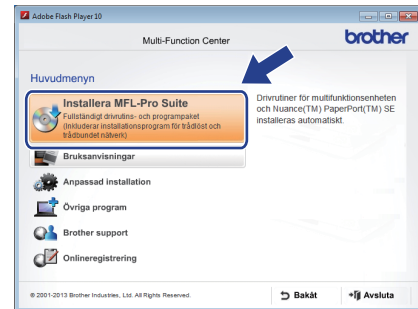 Adobe Flash Player 10
Multi-Function Center
brother
Huvudmenyn
Installera MFL-Pro Suite
Fullständigt drivrutins- och programpaket
(Inkluderar installationsprogram för trådlöst och
trådbundet nätverk)
Drivrutiner för multifunktionsenheten
och Nuance(TM) PaperPort(TM) SE
installeras automatiskt.
Bruksanvisningar
Anpassad installation
Övriga program
Brother support
Onlineregistrering
© 2001-2013 Brother Industries, Ltd. All Rights Reserved.
Bakåt
Avsluta